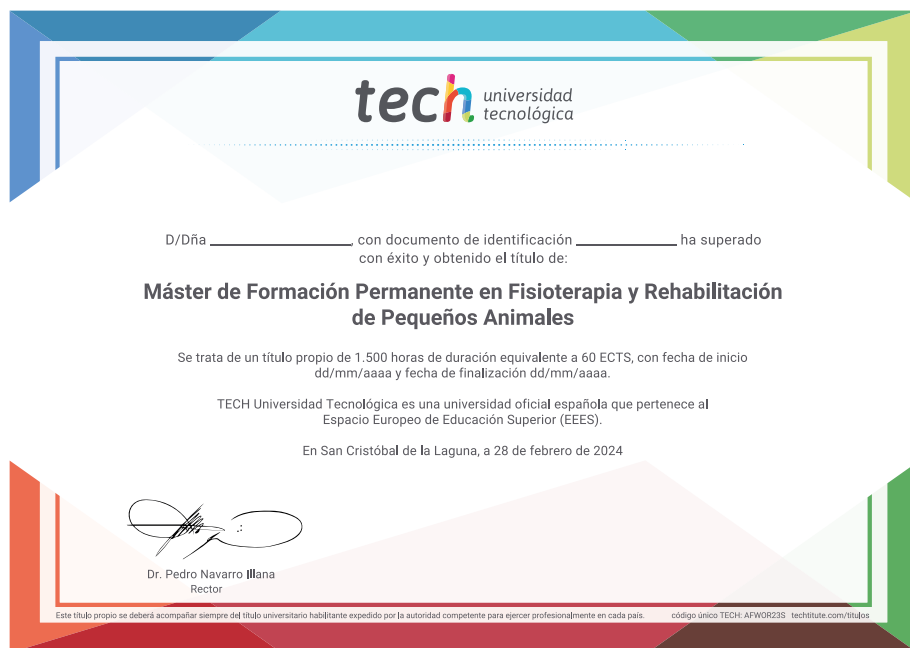 tech universidad
tecnológica
D/Dña ______________, con documento de identificación __________ ha superado
con éxito y obtenido el título de:
Máster de Formación Permanente en Fisioterapia y Rehabilitación
de Pequeños Animales
Se trata de un título propio de 1.500 horas de duración equivalente a 60 ECTS, con fecha de inicio
dd/mm/aaaa y fecha de finalización dd/mm/aaaa.
TECH Universidad Tecnológica es una universidad oficial española que pertenece al
Espacio Europeo de Educación Superior (EEES).
En San Cristóbal de la Laguna, a 28 de febrero de 2024
Dr. Pedro Navarro Illana
Rector
Este título propio se deberá acompañar siempre del título universitario habilitante expedido por la autoridad competente para ejercer profesionalmente en cada país. código único TECH: AFWOR23S techtitute.com/titulos